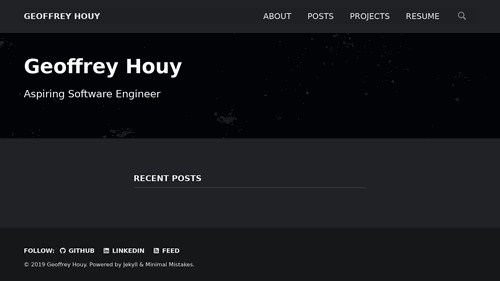 GEOFFREY HOUY ABOUT POSTS PROJECTS RESUME
Geoffrey Houy
Aspiring Software Engineer
RECENT POSTS
FOLLOW: GITHUB LINKEDIN FEED
© 2019 Geoffrey Houy. Powered by Jekyll & Minimal Mistakes.